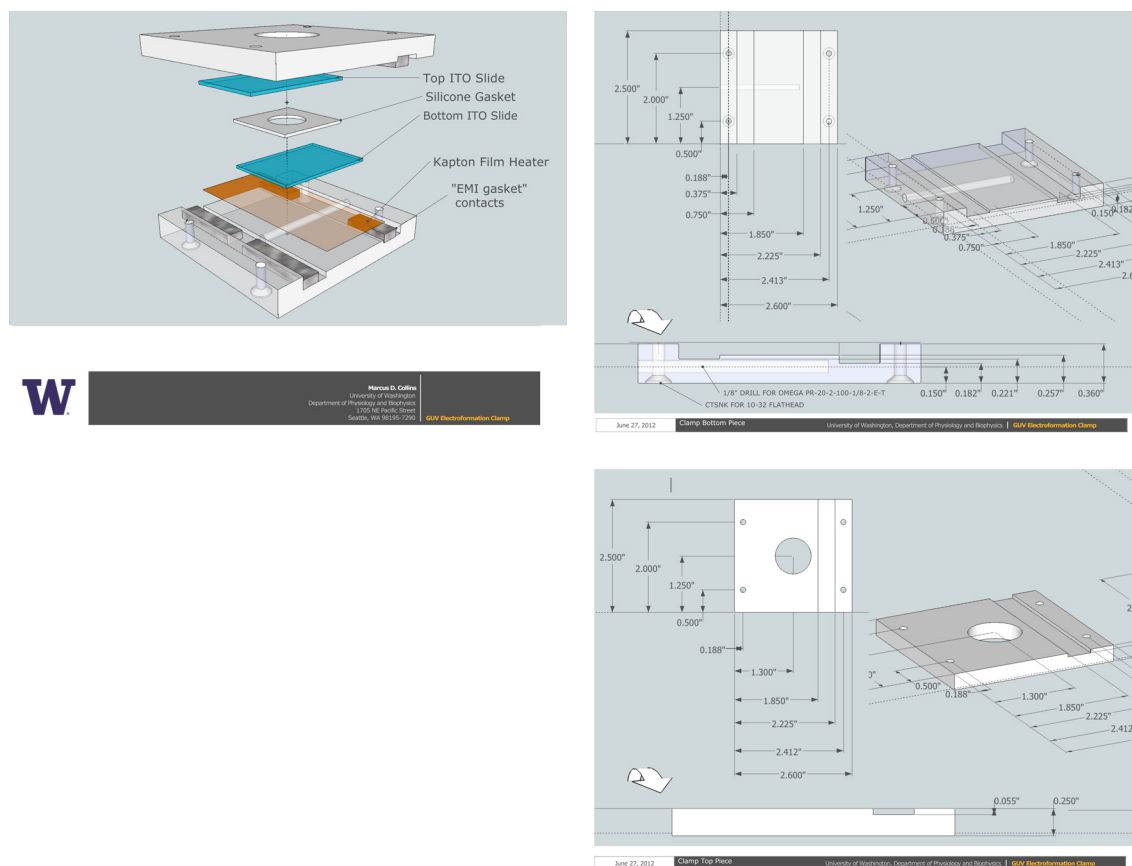 Top ITO Slide
Silicone Gasket
Bottom ITO Slide
Kapton Film Heater
"EMI gasket"
contacts
W
Marcus D. Collins
University of Washington
Department of Physiology and Biophysics
1705 NE Pacific Street
Seattle, WA 98195-7290
GUV Electroformation Clamp
2.500"
2.000"
1.250"
0.500"
0.188"
0.375"
0.750"
1.850"
2.225"
2.413"
2.600"
1.250"
0.500"
0.188"
0.375"
0.750"
1.850"
2.225"
2.413"
0.150"
0.182
0.150"
0.182"
0.221"
0.257"
0.360"
1/8" DRILL FOR OMEGA PR-20-2-100-1/8-2-E-T
CTSNK FOR 10-32 FLATHEAD
June 27, 2012
Clamp Bottom Piece
University of Washington, Department of Physiology and Biophysics | GUV Electroformation Clamp
2.500"
2.000"
1.250"
0.500"
0.188"
1.300"
1.850"
2.225"
2.412"
2.600"
0.500"
0.188"
1.300"
1.850"
2.225"
2.412
0.055"
0.250"
June 27, 2012
Clamp Top Piece
University of Washington, Department of Physiology and Biophysics | GUV Electroformation Clamp